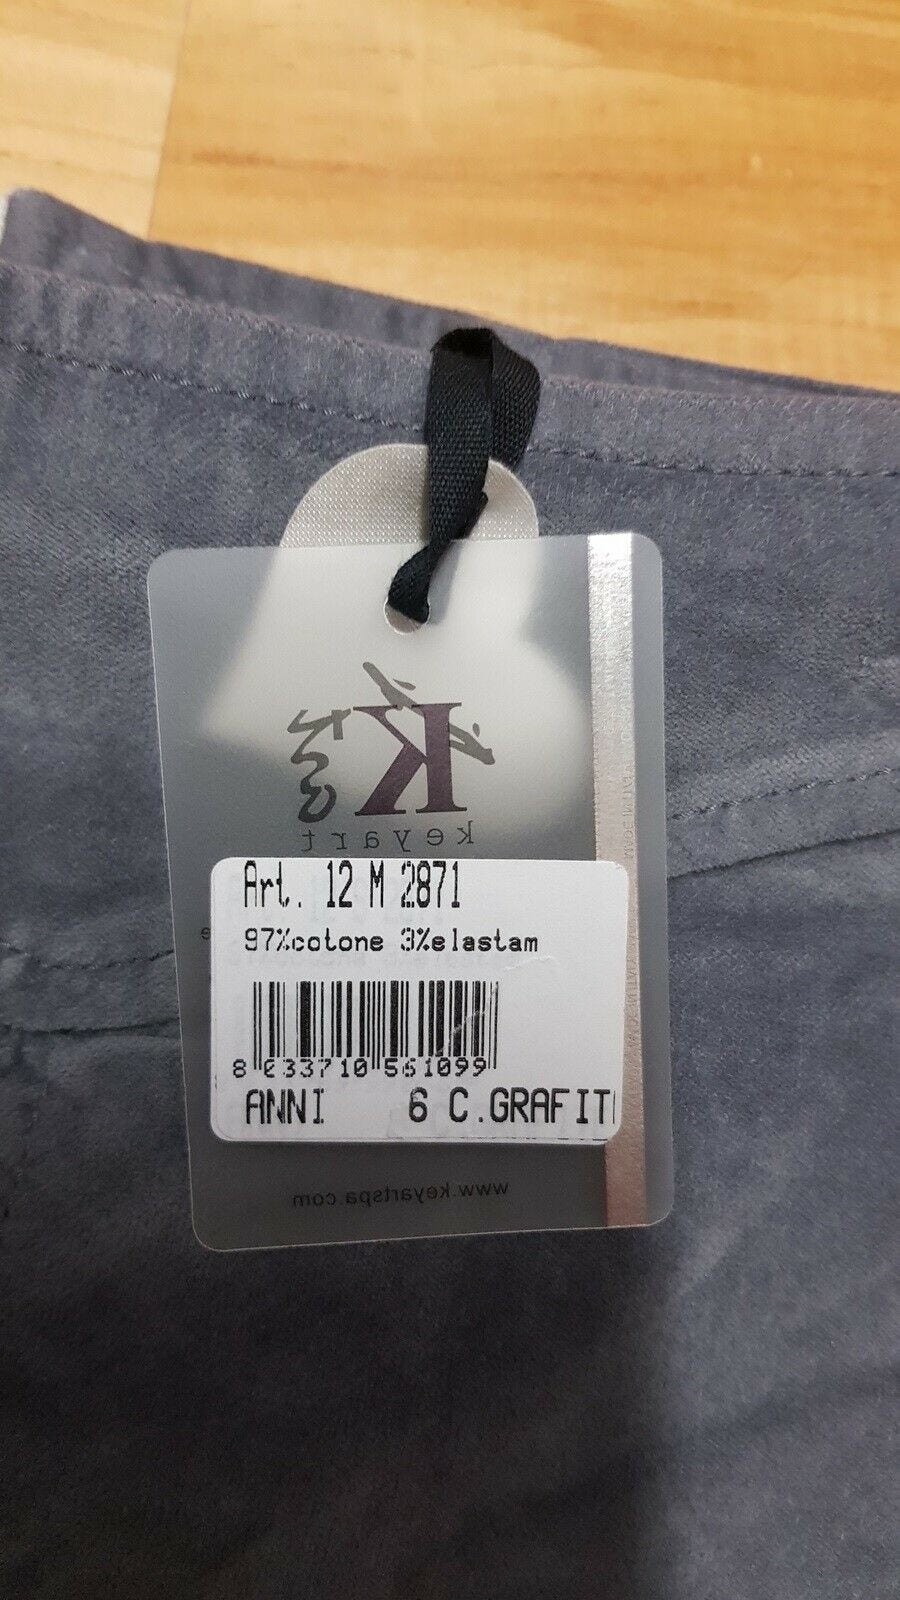 K
keyart
Art. 12 M 2871
97%cotone 3%elastam
8 033710 561099
ANNI 6 C.GRAFIT
www.keyartspa.com